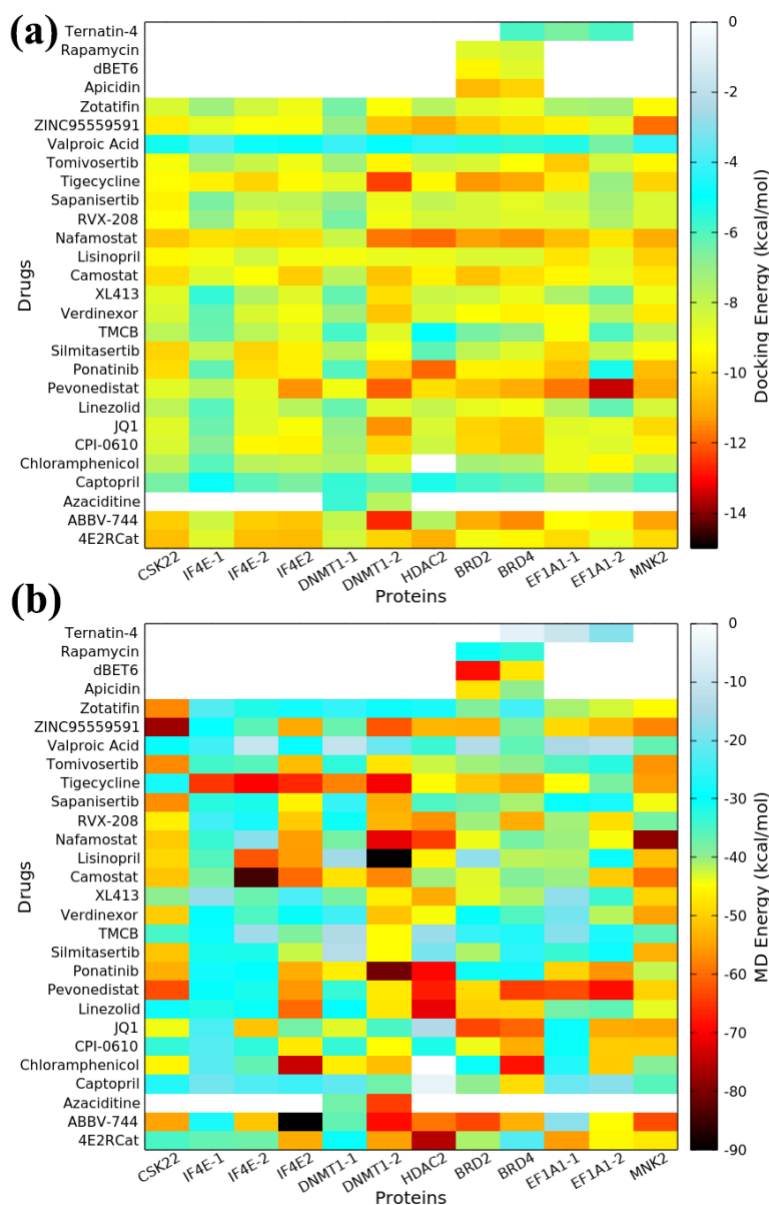 (a)
Ternatin-4
Rapamycin
dBET6
Apicidin
Zotatifin
ZINC95559591
Valproic Acid
Tomivosertib
Tigecycline
Sapanisertib
RVX-208
Nafamostat
Lisinopril
Camostat
XL413
Verdinexor
TMCB
Silmitasertib
Ponatinib
Pevonedistat
Linezolid
JQ1
CPI-0610
Chloramphenicol
Captopril
Azaciditine
ABBV-744
4E2RCat
Drugs
CSK22 IF4E-1 IF4E-2 IF4E2 DNMT1-1 DNMT1-2 HDAC2 BRD2 BRD4 EF1A1-1 EF1A1-2 MNK2
Proteins
0
-2
-4
-6
-8
-10
-12
-14
Docking Energy (kcal/mol)
(b)
Ternatin-4
Rapamycin
dBET6
Apicidin
Zotatifin
ZINC95559591
Valproic Acid
Tomivosertib
Tigecycline
Sapanisertib
RVX-208
Nafamostat
Lisinopril
Camostat
XL413
Verdinexor
TMCB
Silmitasertib
Ponatinib
Pevonedistat
Linezolid
JQ1
CPI-0610
Chloramphenicol
Captopril
Azaciditine
ABBV-744
4E2RCat
Drugs
CSK22 IF4E-1 IF4E-2 IF4E2 DNMT1-1 DNMT1-2 HDAC2 BRD2 BRD4 EF1A1-1 EF1A1-2 MNK2
Proteins
0
-10
-20
-30
-40
-50
-60
-70
-80
-90
MD Energy (kcal/mol)